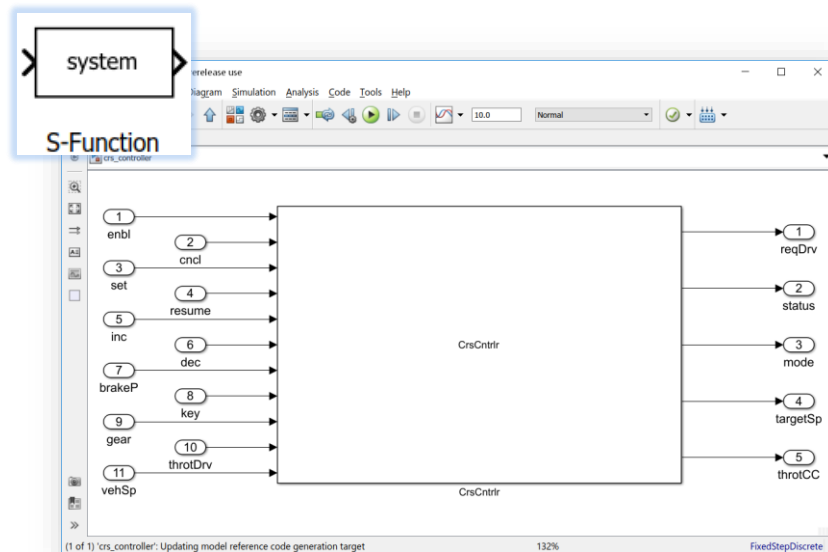 system
S-Function
erelease use
Diagram Simulation Analysis Code Tools Help
10.0
Normal
crs_controller
1
enbl
2
cncl
3
set
4
resume
5
inc
6
dec
7
brakeP
8
key
9
gear
10
throtDrv
11
vehSp
CrsCntrlr
CrsCntrlr
1
reqDrv
2
status
3
mode
4
targetSp
5
throtCC
(1 of 1) 'crs_controller': Updating model reference code generation target
132%
FixedStepDiscrete